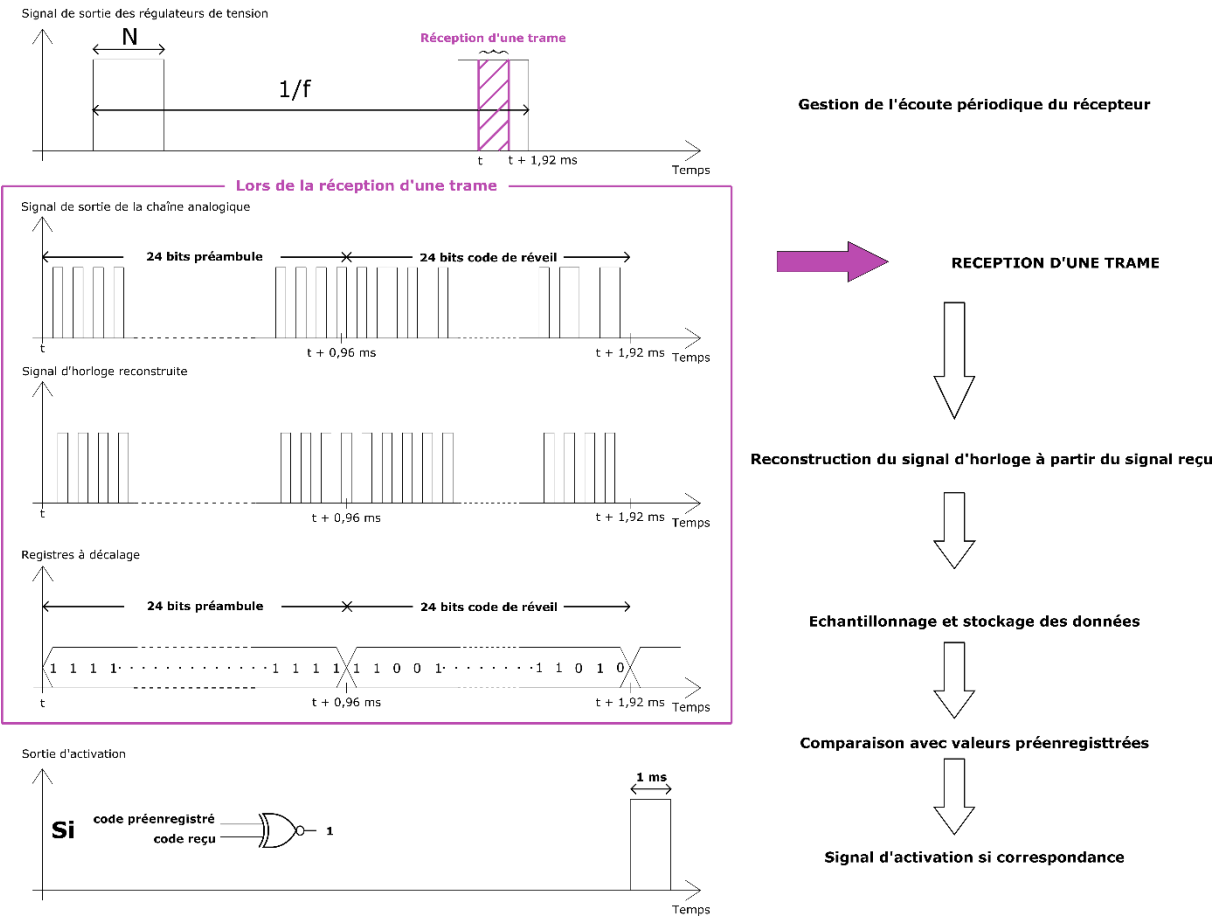 Signal de sortie des régulateurs de tension
N
Réception d'une trame
1/f
t
t + 1,92 ms
Temps
Gestion de l'écoute périodique du récepteur
Lors de la réception d'une trame
Signal de sortie de la chaîne analogique
24 bits préambule
24 bits code de réveil
t
t + 0,96 ms
t + 1,92 ms
Temps
RECEPTION D'UNE TRAME
Signal d'horloge reconstruite
t
t + 0,96 ms
t + 1,92 ms
Temps
Reconstruction du signal d'horloge à partir du signal reçu
Registres à décalage
24 bits préambule
24 bits code de réveil
1 1 1 1 · · · · · · · · · · · 1 1 1 1 1 1 0 0 1 · · · · · · · 1 1 0 1 0
t
t + 0,96 ms
t + 1,92 ms
Temps
Echantillonnage et stockage des données
Comparaison avec valeurs préenregisttrées
Sortie d'activation
1 ms
Si
code préenregistré
code reçu
1
Temps
Signal d'activation si correspondance